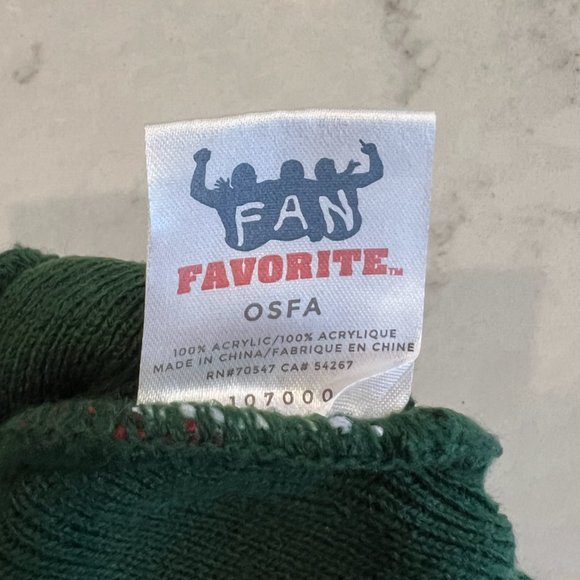 FAN
FAVORITE™
OSFA
100% ACRYLIC/100% ACRYLIQUE
MADE IN CHINA/FABRIQUE EN CHINE
RN#70547 CA# 54267
107000